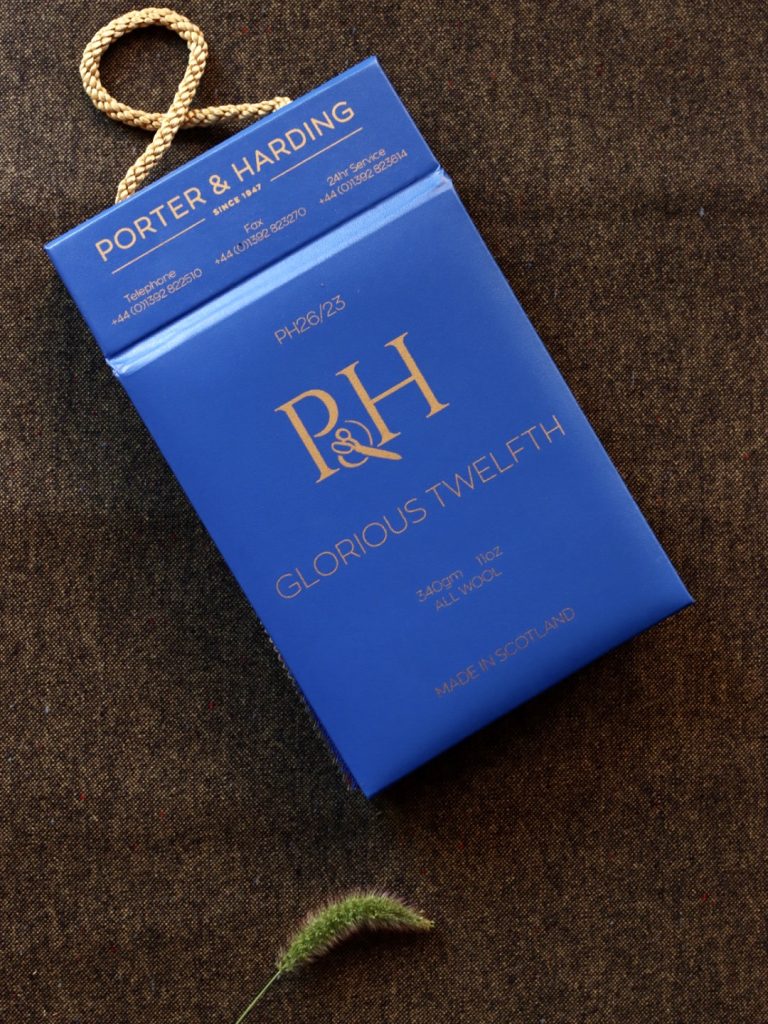 PORTER & HARDING
SINCE 1947
Telephone
+44 (0)1392 822510
Fax
+44 (0)1392 823270
24hr Service
+44 (0)1392 823614
PH26/23
P&H
GLORIOUS TWELFTH
340gm 11oz
ALL WOOL
MADE IN SCOTLAND